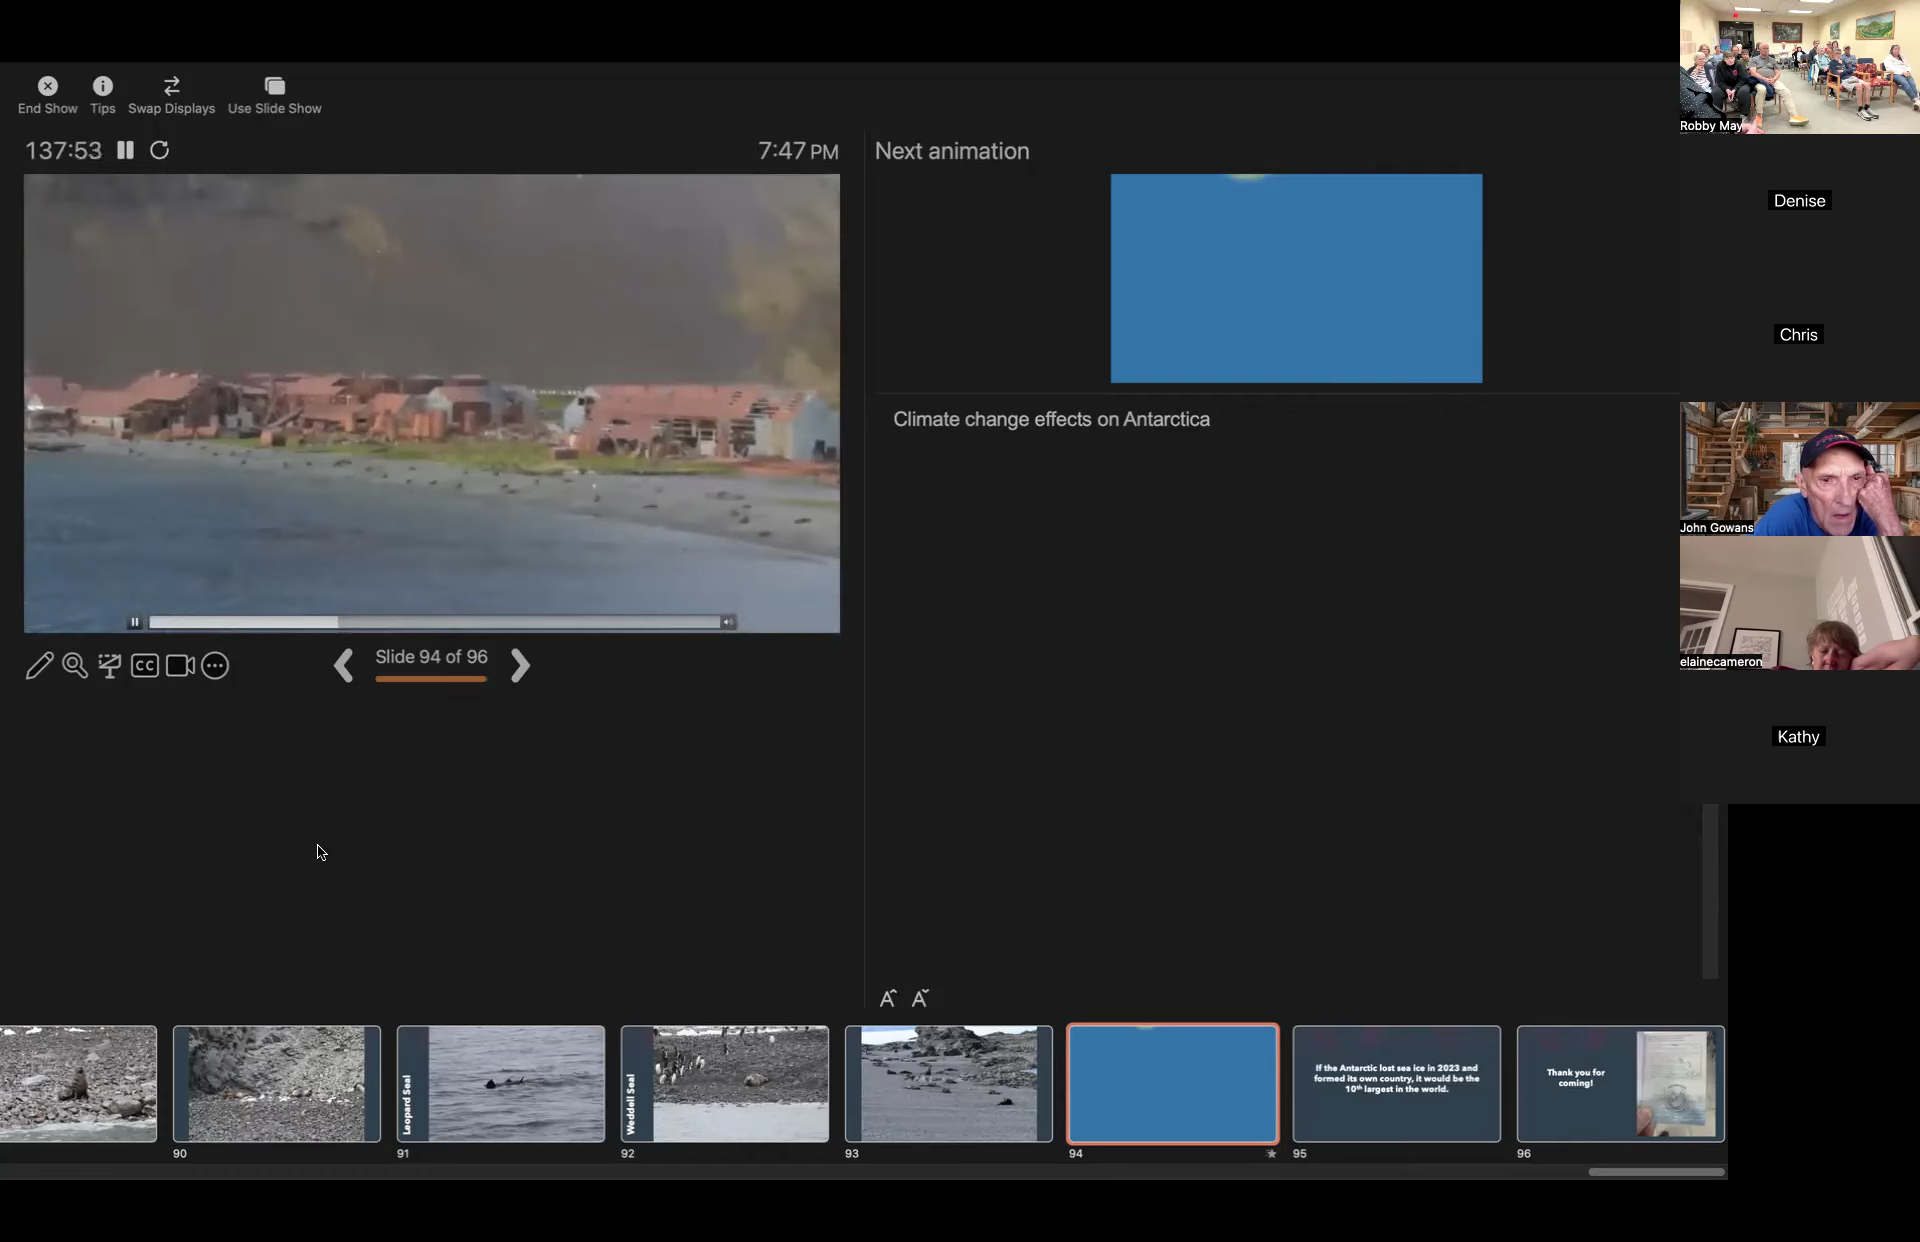 End Show
Tips
Swap Displays
Use Slide Show
137:53
7:47 PM
Next animation
Climate change effects on Antarctica
Slide 94 of 96
CC
Robby May
Denise
Chris
John Gowans
elainecameron
Kathy
A A
Leopard Seal
Weddell Seal
If the Antarctic lost sea ice in 2023 and
formed its own country, it would be the
10th largest in the world.
Thank you for
coming!
90
91
92
93
94
95
96